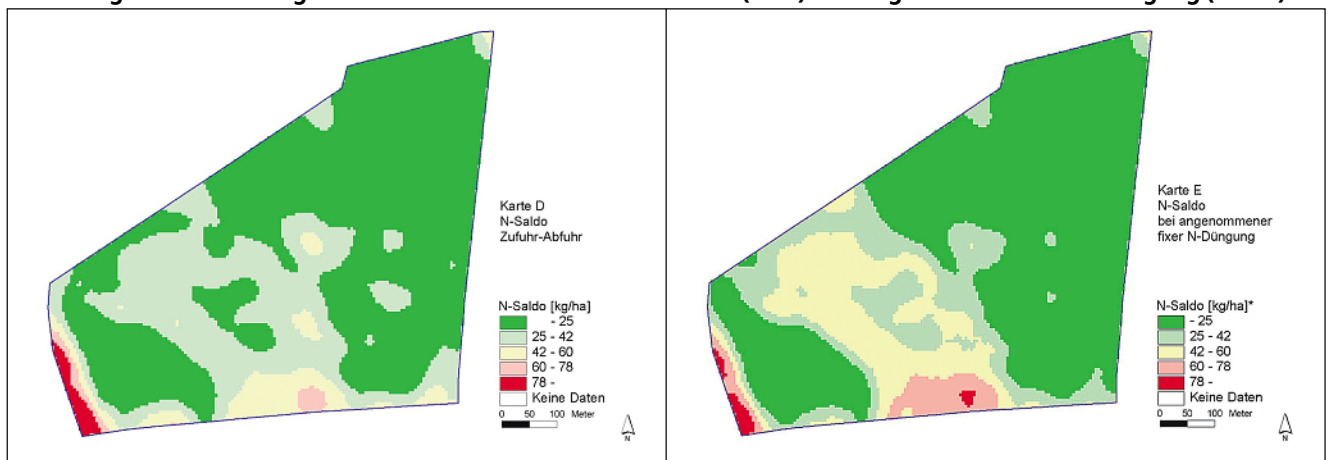 Karte D
N-Saldo
Zufuhr-Abfuhr
N-Saldo [kg/ha]
- 25
25 - 42
42 - 60
60 - 78
78 -
Keine Daten
0 50 100 Meter
N
Karte E
N-Saldo
bei angenommener
fixer N-Düngung
N-Saldo [kg/ha]*
- 25
25 - 42
42 - 60
60 - 78
78 -
Keine Daten
0 50 100 Meter
N